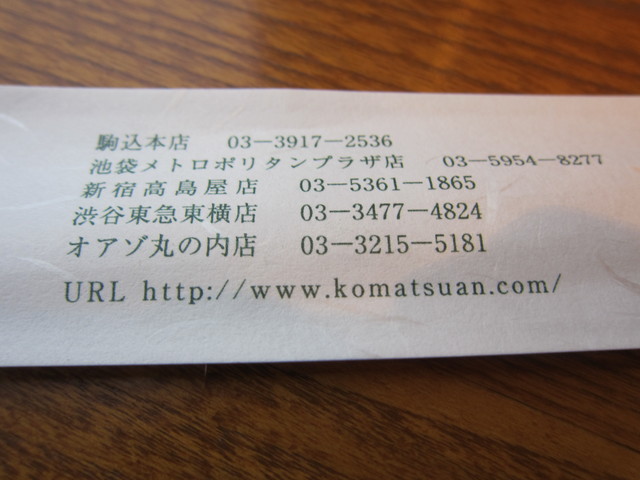 駒込本店 03―3917―2536
池袋メトロポリタンプラザ店 03―5954―8277
新宿高島屋店 03―5361―1865
渋谷東急東横店 03―3477―4824
オアゾ丸の内店 03―3215―5181
URL http://www.komatsuan.com/